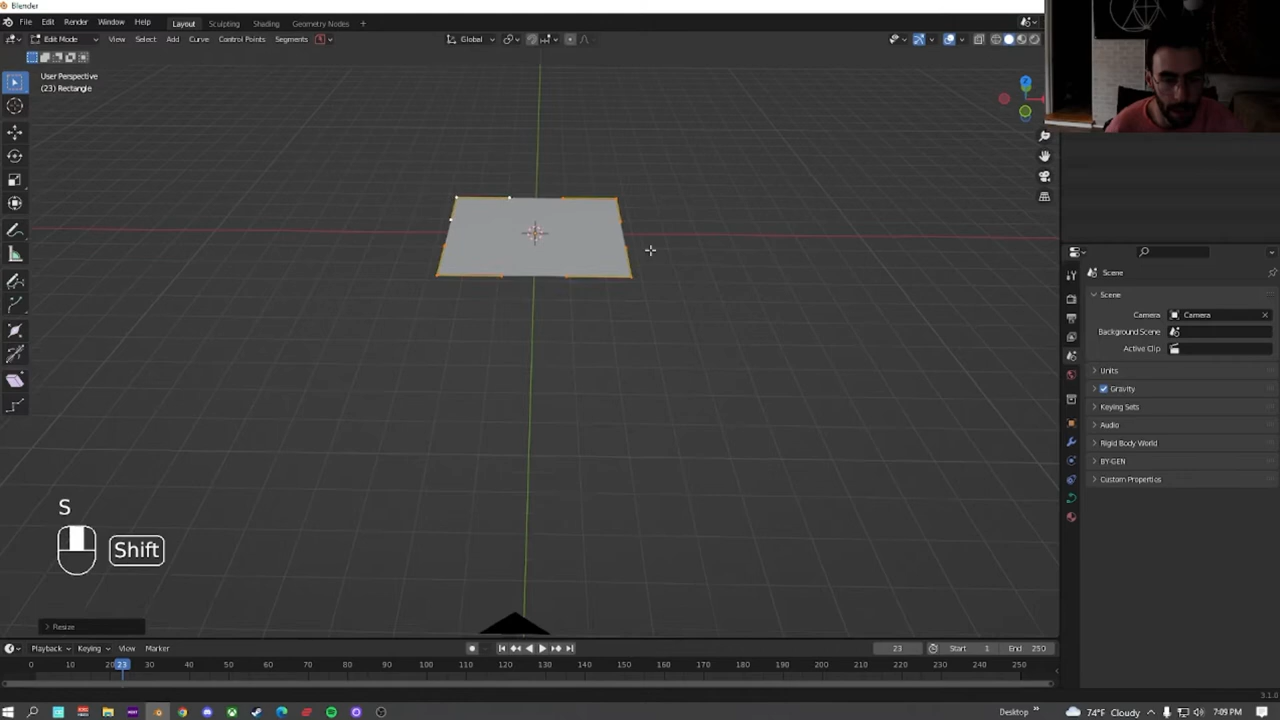 Blender
File Edit Render Window Help Layout Sculpting Shading Geometry Nodes +
Edit Mode View Select Add Curve Control Points Segments Global
User Perspective
(23) Rectangle
Scene
Scene
Camera Camera
Background Scene
Active Clip
Units
Gravity
Keying Sets
Audio
Rigid Body World
BY-GEN
Custom Properties
S
Shift
Resize
Playback Keying View Marker 23 Start 1 End 250
0 10 20 23 30 40 50 60 70 80 90 100 110 120 130 140 150 160 170 180 190 200 210 220 230 240 250
3.1.0
Desktop 74°F Cloudy 7:09 PM